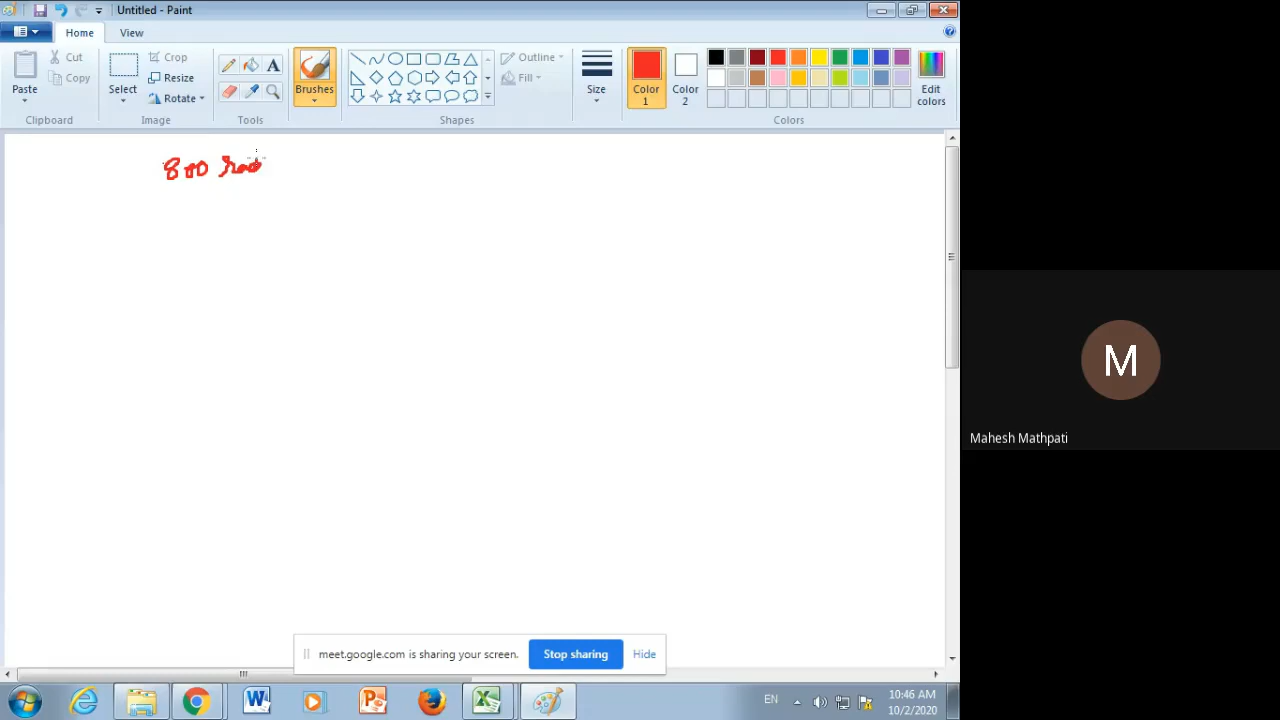 Untitled - Paint
Home View
Cut
Copy
Paste
Clipboard
Crop
Resize
Rotate
Select
Image
Tools
Brushes
Outline
Fill
Shapes
Size
Color 1
Color 2
Edit colors
Colors
800
M
Mahesh Mathpati
meet.google.com is sharing your screen.
Stop sharing
Hide
EN
10:46 AM
10/2/2020